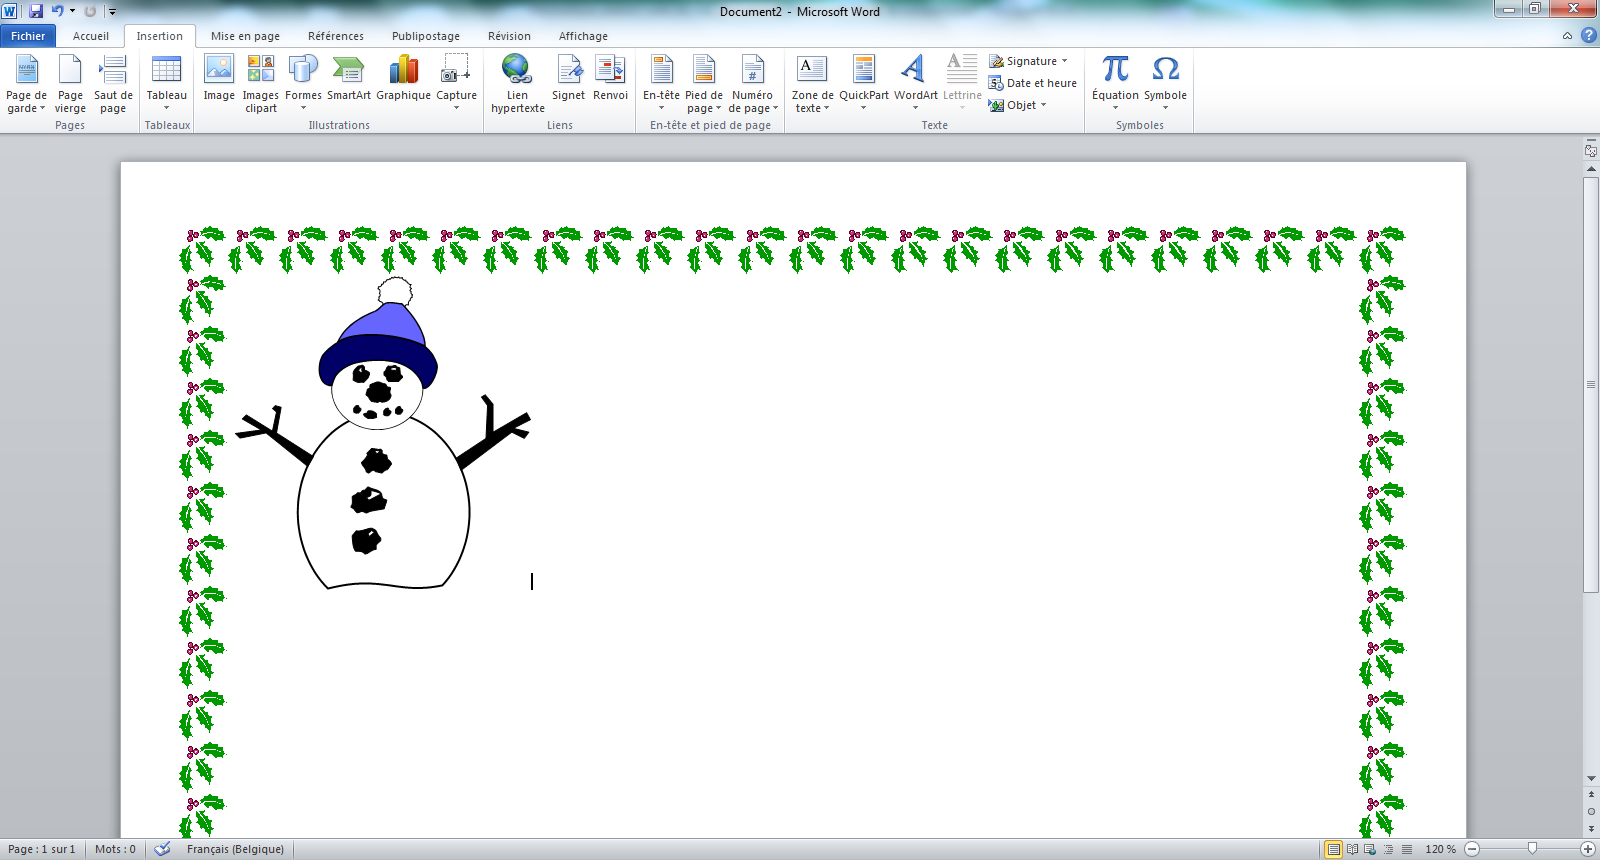 Document2 - Microsoft Word
Fichier Accueil Insertion Mise en page Références Publipostage Révision Affichage
Page de garde
Page vierge
Saut de page
Pages
Tableau
Tableaux
Image
Images clipart
Formes
SmartArt
Graphique
Capture
Illustrations
Lien hypertexte
Signet
Renvoi
Liens
En-tête
Pied de page
Numéro de page
En-tête et pied de page
Zone de texte
QuickPart
WordArt
Lettrine
Signature
Date et heure
Objet
Texte
Équation
Symbole
Symboles
Page : 1 sur 1 Mots : 0 Français (Belgique) 120 %